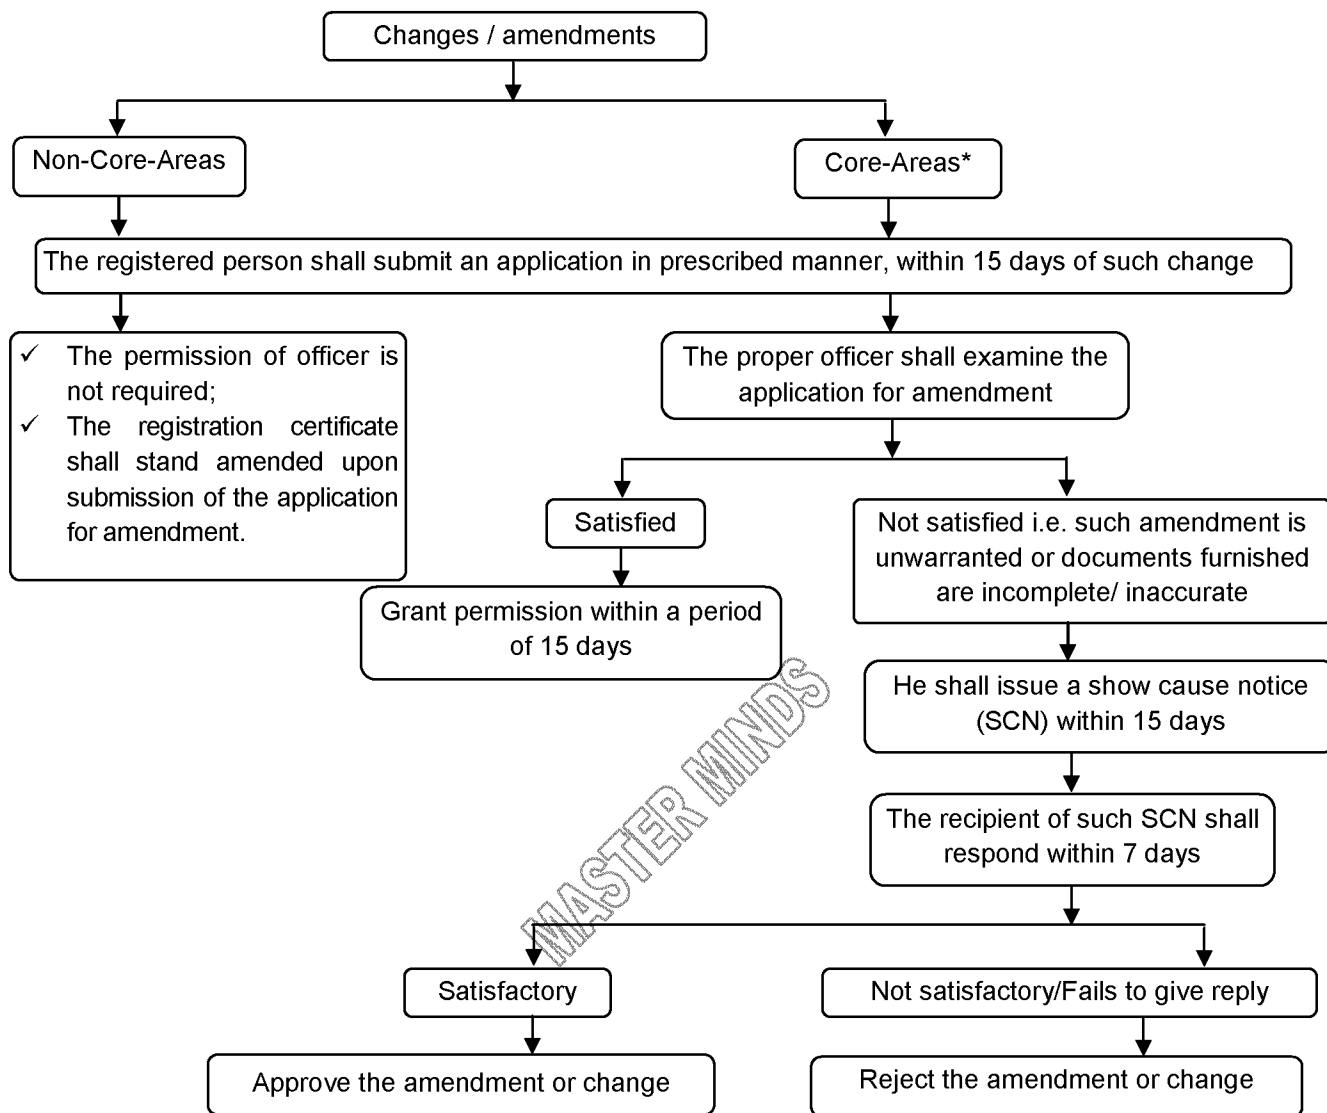 Changes / amendments
Non-Core-Areas
Core-Areas*
The registered person shall submit an application in prescribed manner, within 15 days of such change
✓ The permission of officer is
not required;
✓ The registration certificate
shall stand amended upon
submission of the application
for amendment.
The proper officer shall examine the
application for amendment
Satisfied
Not satisfied i.e. such amendment is
unwarranted or documents furnished
are incomplete/ inaccurate
Grant permission within a period
of 15 days
He shall issue a show cause notice
(SCN) within 15 days
The recipient of such SCN shall
respond within 7 days
MASTER MINDS
Satisfactory
Not satisfactory/Fails to give reply
Approve the amendment or change
Reject the amendment or change